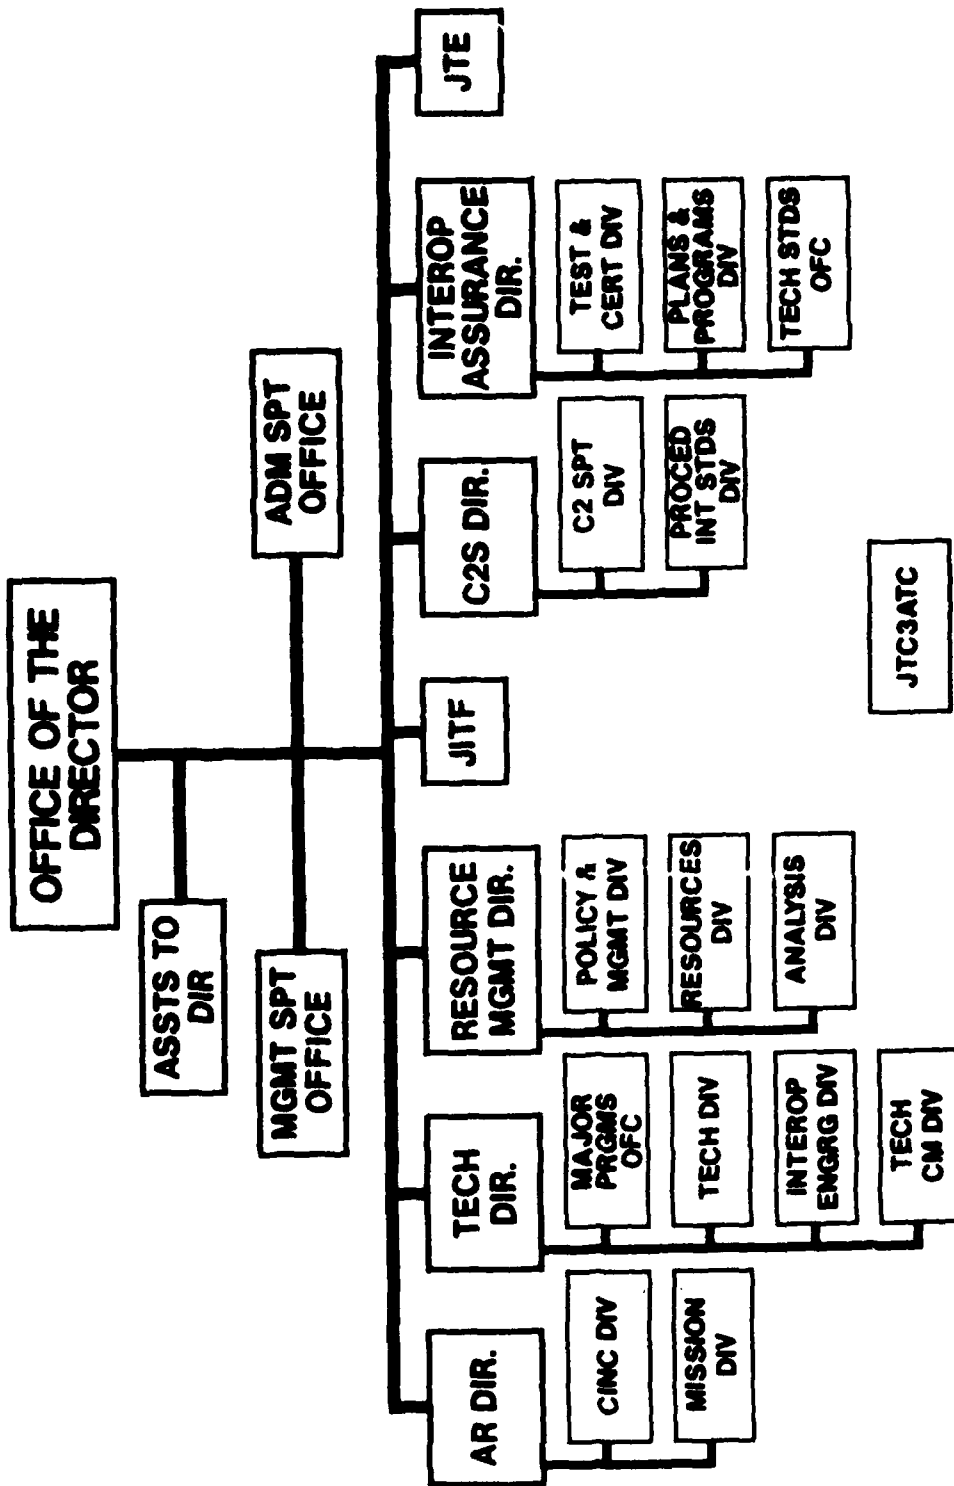 OFFICE OF THE
DIRECTOR
ASSTS TO
DIR
MGMT SPT
OFFICE
ADM SPT
OFFICE
AR DIR.
CINC DIV
MISSION
DIV
TECH
DIR.
MAJOR
PRGMS
OFC
TECH DIV
INTEROP
ENGRG DIV
TECH
CM DIV
RESOURCE
MGMT DIR.
POLICY &
MGMT DIV
RESOURCES
DIV
ANALYSIS
DIV
JITF
C2S DIR.
C2 SPT
DIV
PROCED
INT STDS
DIV
INTEROP
ASSURANCE
DIR.
TEST &
CERT DIV
PLANS &
PROGRAMS
DIV
TECH STDS
OFC
JTE
JTC3ATC